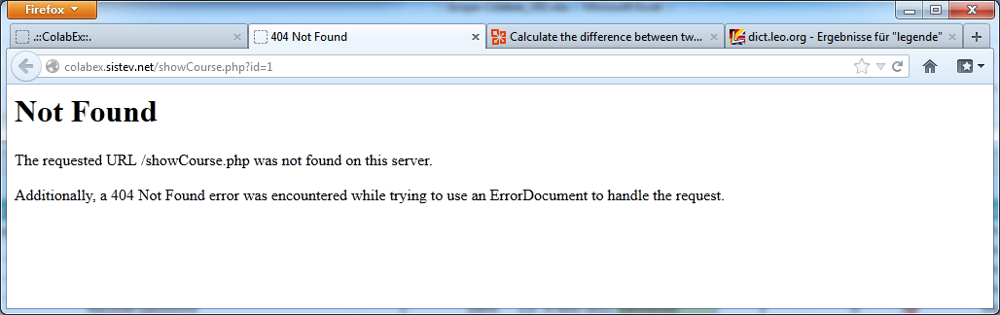 Firefox
.::ColabEx::.
404 Not Found
Calculate the difference between tw...
dict.leo.org - Ergebnisse für "legende"
colabex.sistev.net/showCourse.php?id=1
Not Found
The requested URL /showCourse.php was not found on this server.
Additionally, a 404 Not Found error was encountered while trying to use an ErrorDocument to handle the request.